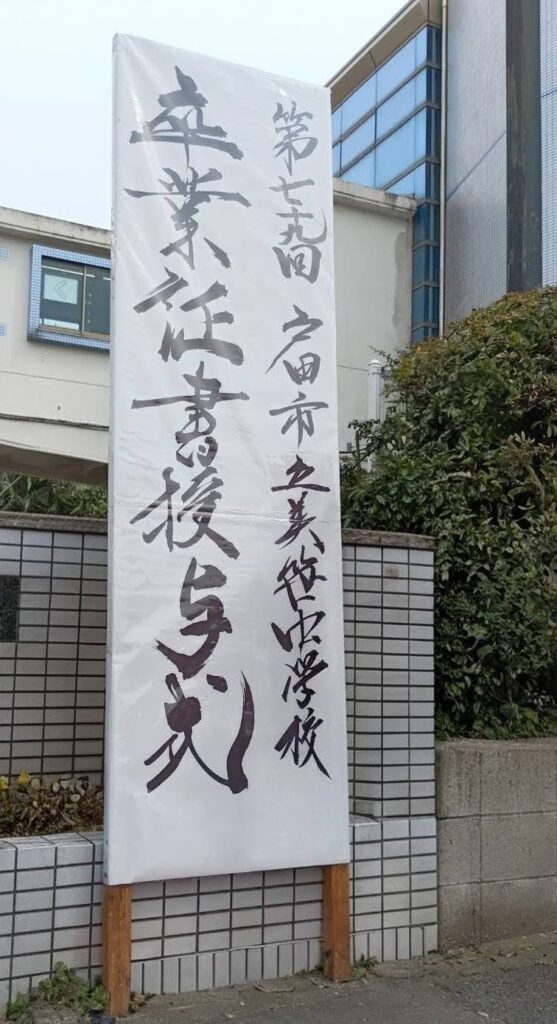 第七十九回 戸田市立美笹中学校
卒業証書授与式